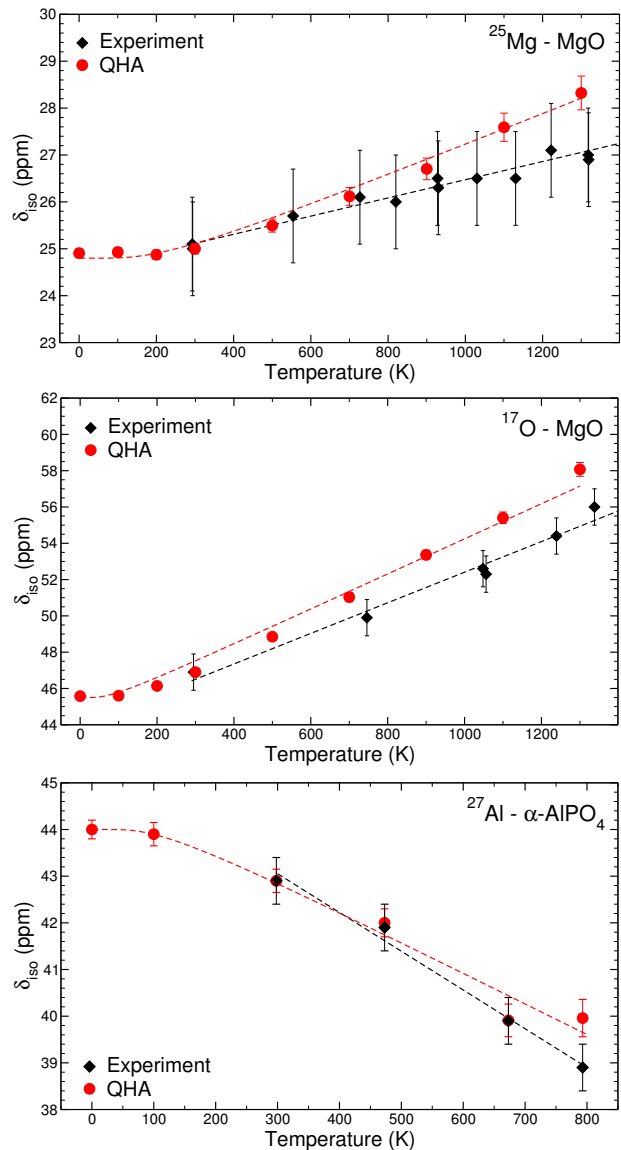 30
29
28
27
26
25
24
23
δiso (ppm)
Experiment
QHA
²⁵Mg - MgO
0 200 400 600 800 1000 1200
Temperature (K)
62
60
58
56
54
52
50
48
46
44
δiso (ppm)
Experiment
QHA
¹⁷O - MgO
0 200 400 600 800 1000 1200
Temperature (K)
45
44
43
42
41
40
39
38
δiso (ppm)
²⁷Al - α-AlPO₄
Experiment
QHA
0 100 200 300 400 500 600 700 800
Temperature (K)